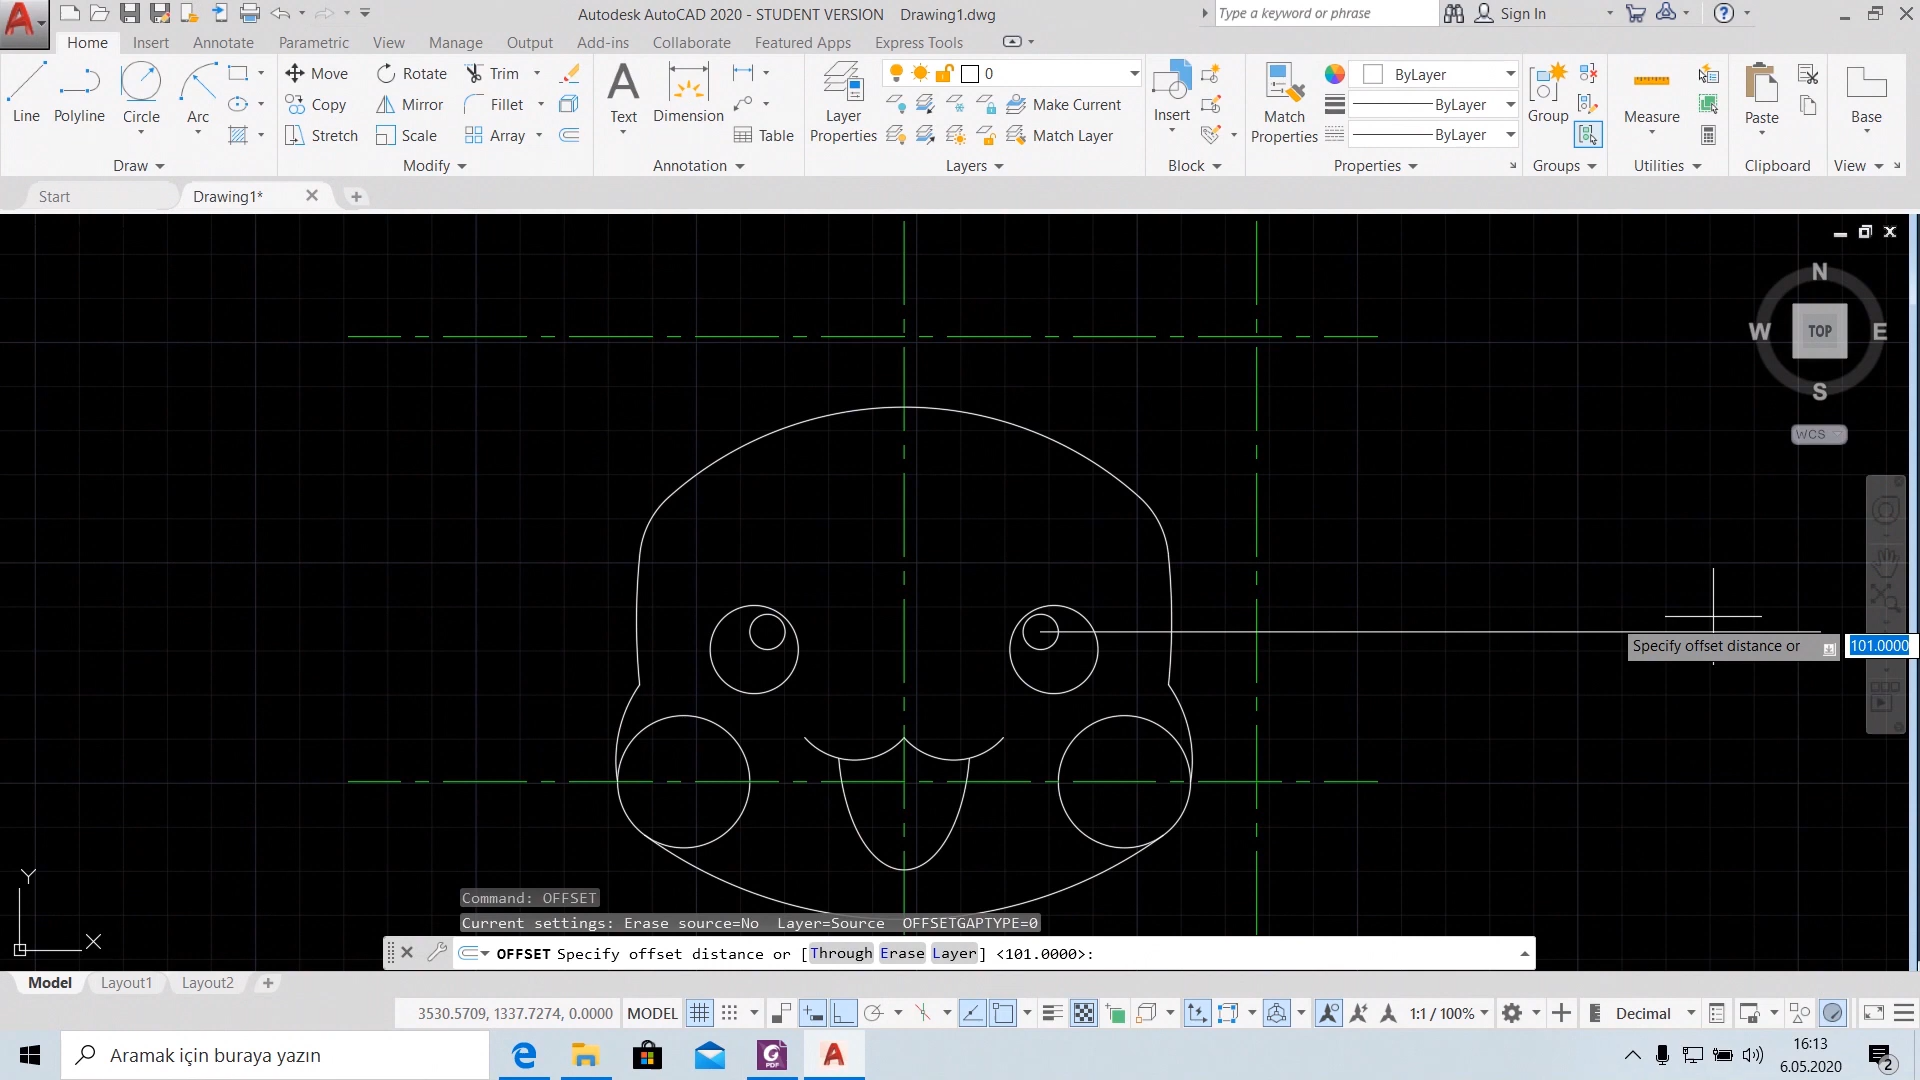 Autodesk AutoCAD 2020 - STUDENT VERSION Drawing1.dwg
Type a keyword or phrase
Sign In
Home Insert Annotate Parametric View Manage Output Add-ins Collaborate Featured Apps Express Tools
Line
Polyline
Circle
Arc
Move Rotate Trim
Copy Mirror Fillet
Stretch Scale Array
Text
Dimension
Table
Layer Properties
0
Make Current
Match Layer
Insert
Match Properties
ByLayer
ByLayer
ByLayer
Group
Measure
Paste
Base
Draw Modify Annotation Layers Block Properties Groups Utilities Clipboard View
Start Drawing1*
N
W TOP E
S
WCS
Specify offset distance or 101.0000
Y
X
Command: OFFSET
Current settings: Erase source=No Layer=Source OFFSETGAPTYPE=0
OFFSET Specify offset distance or [Through Erase Layer] <101.0000>:
Model Layout1 Layout2
3530.5709, 1337.7274, 0.0000 MODEL 1:1 / 100% Decimal
Aramak için buraya yazın
PDF
16:13
6.05.2020
2